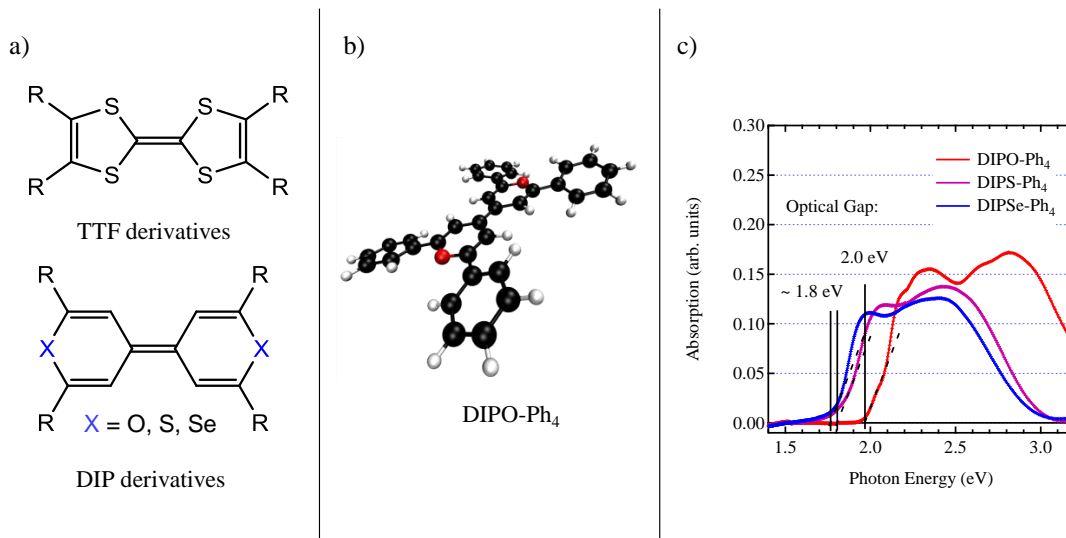 a)
R
R
S
S
S
S
R
R
TTF derivatives
R
R
X
X
R
R
X = O, S, Se
DIP derivatives
b)
DIPO-Ph4
c)
0.30
0.25
0.20
0.15
0.10
0.05
0.00
Absorption (arb. units)
DIPO-Ph4
DIPS-Ph4
DIPSe-Ph4
Optical Gap:
2.0 eV
~ 1.8 eV
1.5
2.0
2.5
3.0
Photon Energy (eV)